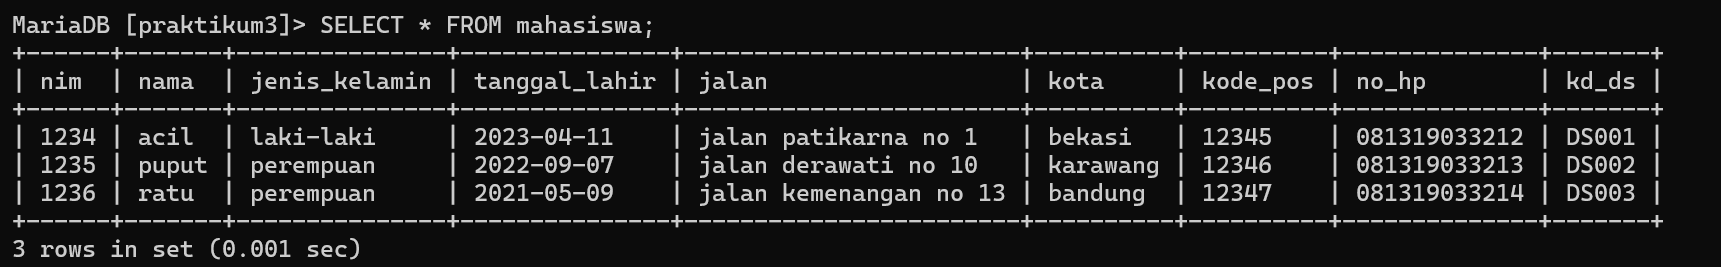 MariaDB [praktikum3]> SELECT * FROM mahasiswa;
+------+-------+---------------+---------------+------------------------+----------+----------+--------------+-------+
| nim  | nama  | jenis_kelamin | tanggal_lahir | jalan                  | kota     | kode_pos | no_hp        | kd_ds |
+------+-------+---------------+---------------+------------------------+----------+----------+--------------+-------+
| 1234 | acil  | laki-laki     | 2023-04-11    | jalan patikarna no 1   | bekasi   | 12345    | 081319033212 | DS001 |
| 1235 | puput | perempuan     | 2022-09-07    | jalan derawati no 10   | karawang | 12346    | 081319033213 | DS002 |
| 1236 | ratu  | perempuan     | 2021-05-09    | jalan kemenangan no 13 | bandung  | 12347    | 081319033214 | DS003 |
+------+-------+---------------+---------------+------------------------+----------+----------+--------------+-------+
3 rows in set (0.001 sec)